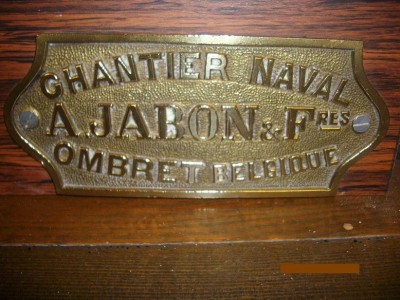 CHANTIER NAVAL
A. JABON & FRES
OMBRET BELGIQUE